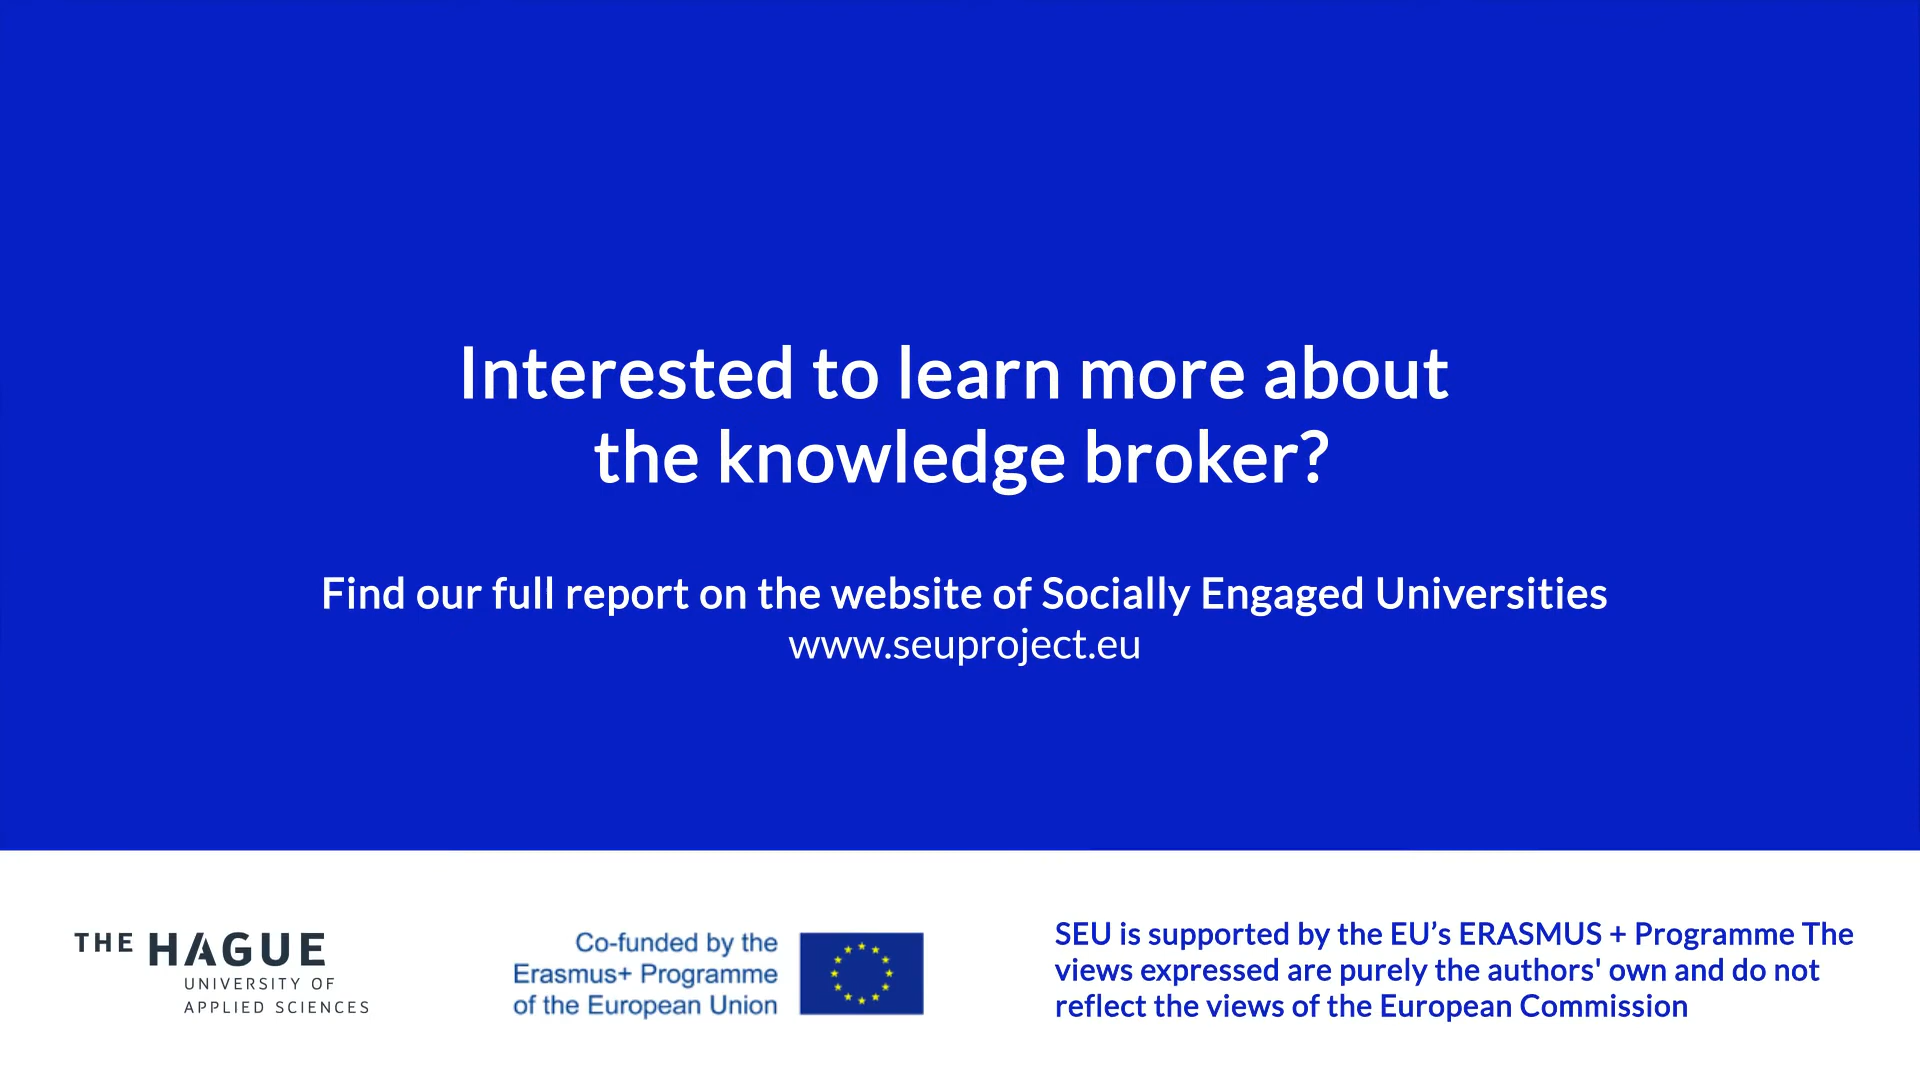 Interested to learn more about
the knowledge broker?
Find our full report on the website of Socially Engaged Universities
www.seuproject.eu
THE HAGUE
UNIVERSITY OF
APPLIED SCIENCES
Co-funded by the
Erasmus+ Programme
of the European Union
SEU is supported by the EU’s ERASMUS + Programme The
views expressed are purely the authors' own and do not
reflect the views of the European Commission